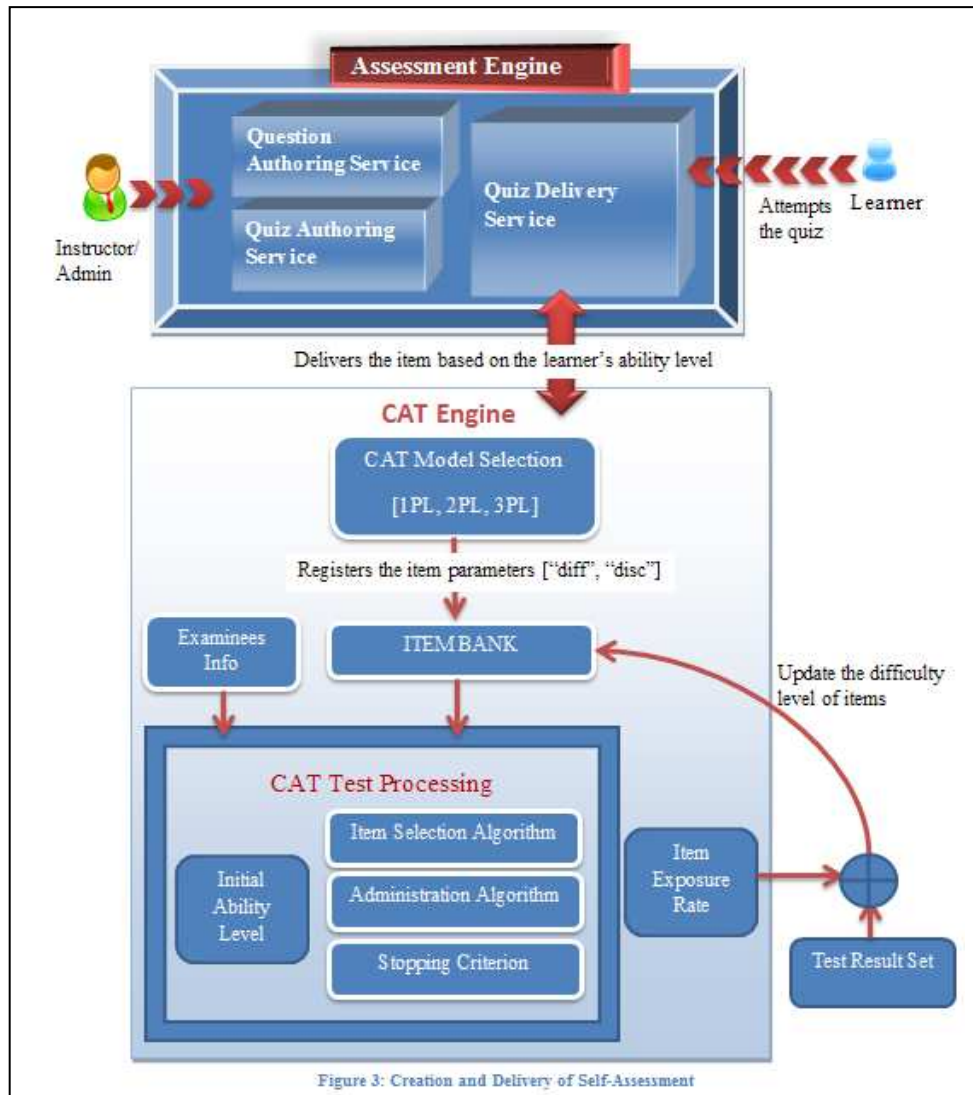 Assessment Engine
Question
Authoring Service
Quiz Authoring
Service
Quiz Delivery
Service
Instructor/
Admin
Attempts
the quiz
Learner
Delivers the item based on the learner's ability level
CAT Engine
CAT Model Selection
[1PL, 2PL, 3PL]
Registers the item parameters [“diff”, “disc”]
Examinees
Info
ITEM BANK
Update the difficulty
level of items
CAT Test Processing
Initial
Ability
Level
Item Selection Algorithm
Administration Algorithm
Stopping Criterion
Item
Exposure
Rate
Test Result Set
Figure 3: Creation and Delivery of Self-Assessment